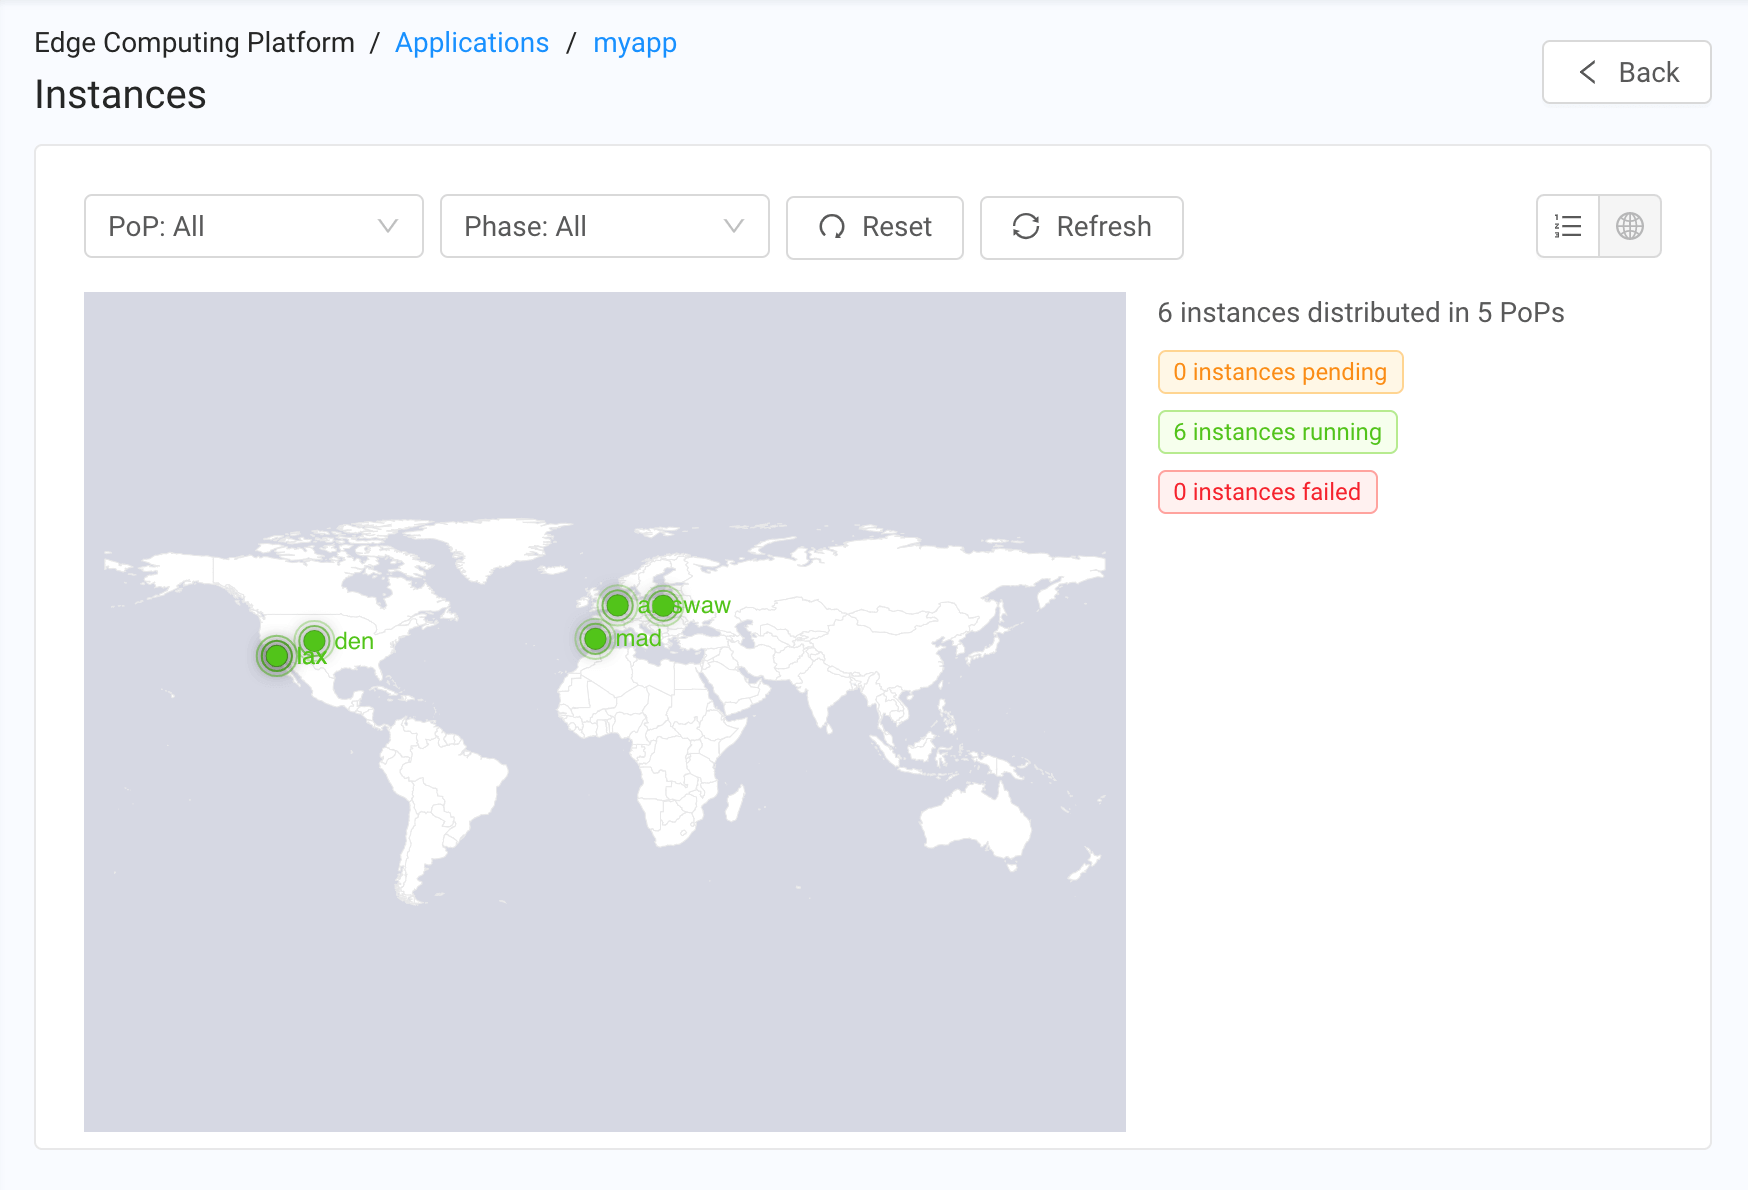 Edge Computing Platform / Applications / myapp
Instances
Back
PoP: All
Phase: All
Reset
Refresh
6 instances distributed in 5 PoPs
0 instances pending
6 instances running
0 instances failed
waw
mad
den
lax